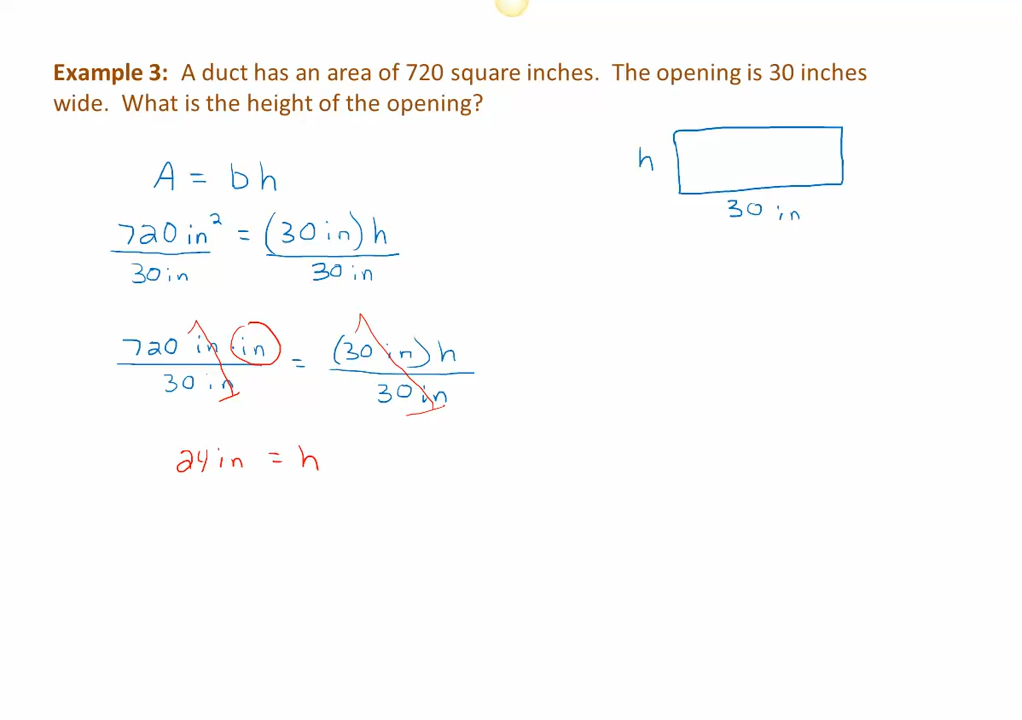 Example 3: A duct has an area of 720 square inches. The opening is 30 inches
wide. What is the height of the opening?
h
30 in
A = bh
720 in² = (30 in) h
30 in 30 in
720 in · in = (30 in) h
30 in 30 in
24 in = h